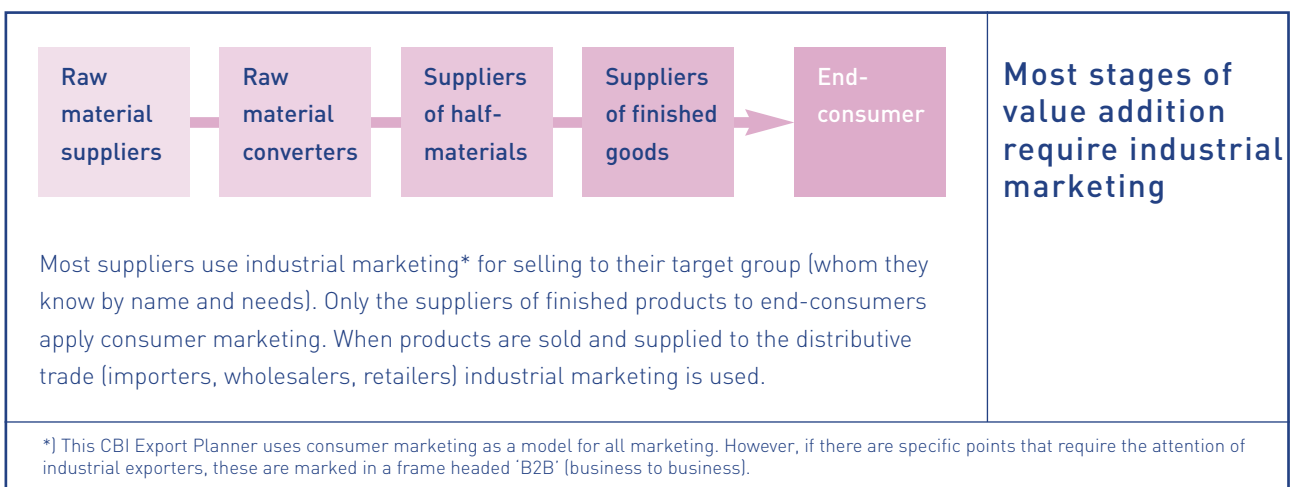 Raw
material
suppliers
Raw
material
converters
Suppliers
of half-
materials
Suppliers
of finished
goods
End-
consumer
Most stages of
value addition
require industrial
marketing
Most suppliers use industrial marketing* for selling to their target group (whom they
know by name and needs). Only the suppliers of finished products to end-consumers
apply consumer marketing. When products are sold and supplied to the distributive
trade (importers, wholesalers, retailers) industrial marketing is used.
*) This CBI Export Planner uses consumer marketing as a model for all marketing. However, if there are specific points that require the attention of
industrial exporters, these are marked in a frame headed ‘B2B’ (business to business).